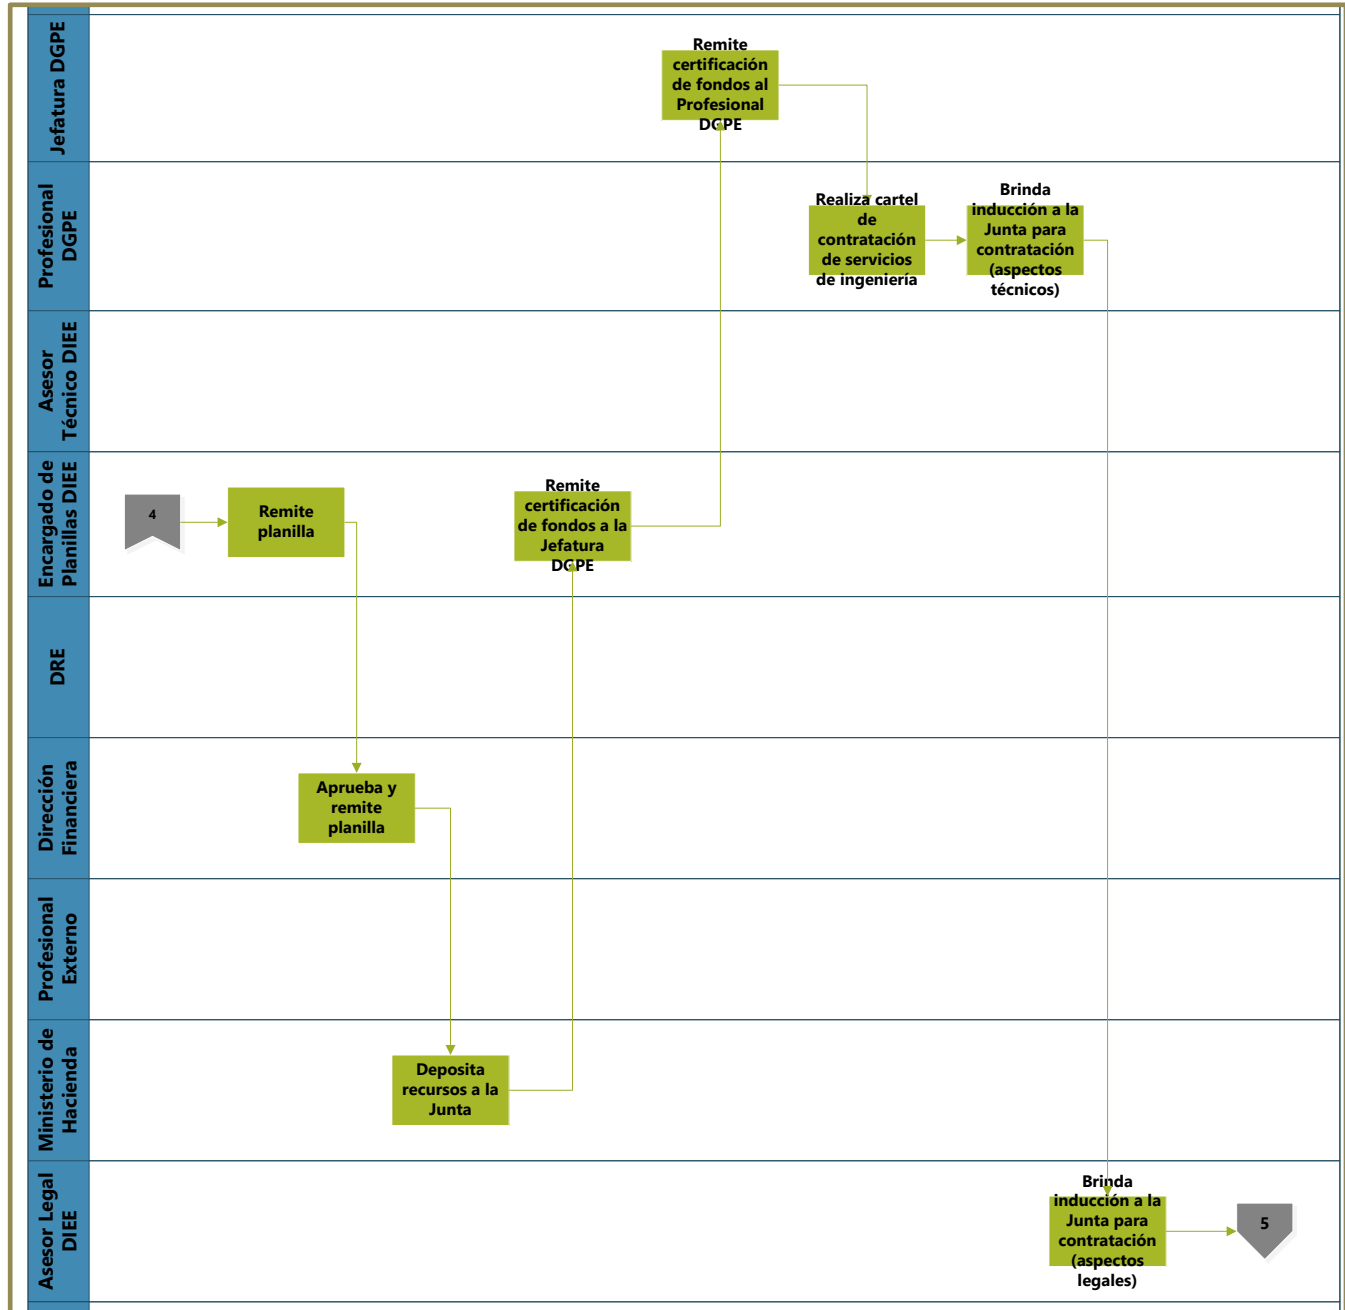 Jefatura DGPE
Remite
certificación
de fondos al
Profesional
DGPE
Profesional
DGPE
Realiza cartel
de
contratación
de servicios
de ingeniería
Brinda
inducción a la
Junta para
contratación
(aspectos
técnicos)
Asesor
Técnico DIEE
Encargado de
Planillas DIEE
4
Remite
planilla
Remite
certificación
de fondos a la
Jefatura
DGPE
DRE
Dirección
Financiera
Aprueba y
remite
planilla
Profesional
Externo
Ministerio de
Hacienda
Deposita
recursos a la
Junta
Asesor Legal
DIEE
Brinda
inducción a la
Junta para
contratación
(aspectos
legales)
5